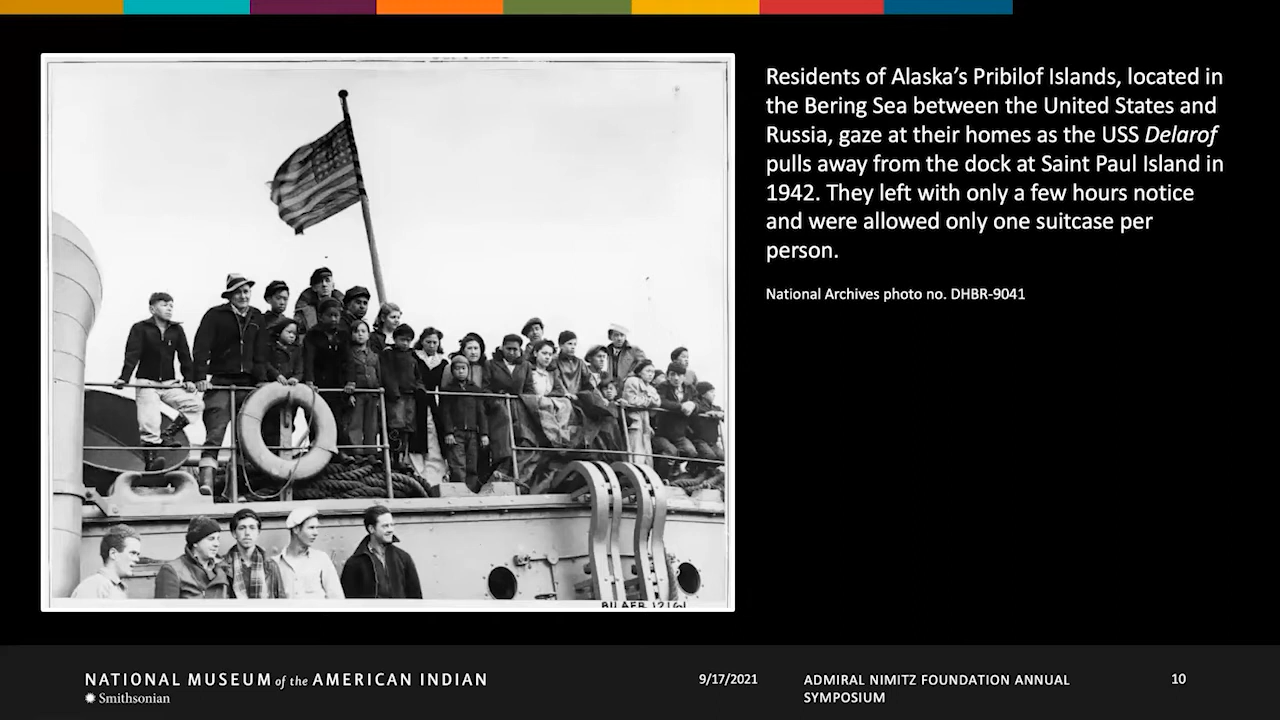 Residents of Alaska’s Pribilof Islands, located in
the Bering Sea between the United States and
Russia, gaze at their homes as the USS Delarof
pulls away from the dock at Saint Paul Island in
1942. They left with only a few hours notice
and were allowed only one suitcase per
person.
National Archives photo no. DHBR-9041
NATIONAL MUSEUM of the AMERICAN INDIAN
Smithsonian
9/17/2021
ADMIRAL NIMITZ FOUNDATION ANNUAL
SYMPOSIUM
10